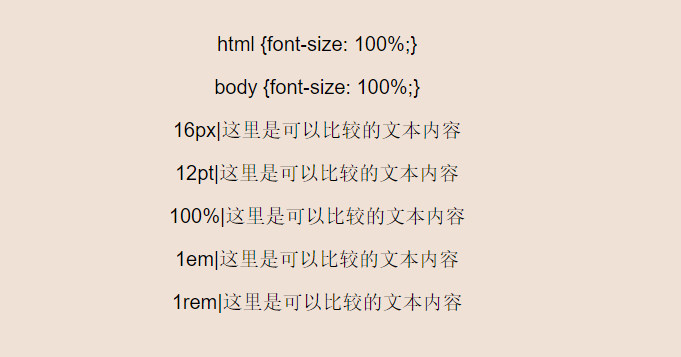 html {font-size: 100%;}
body {font-size: 100%;}
16px|这里是可以比较的文本内容
12pt|这里是可以比较的文本内容
100%|这里是可以比较的文本内容
1em|这里是可以比较的文本内容
1rem|这里是可以比较的文本内容